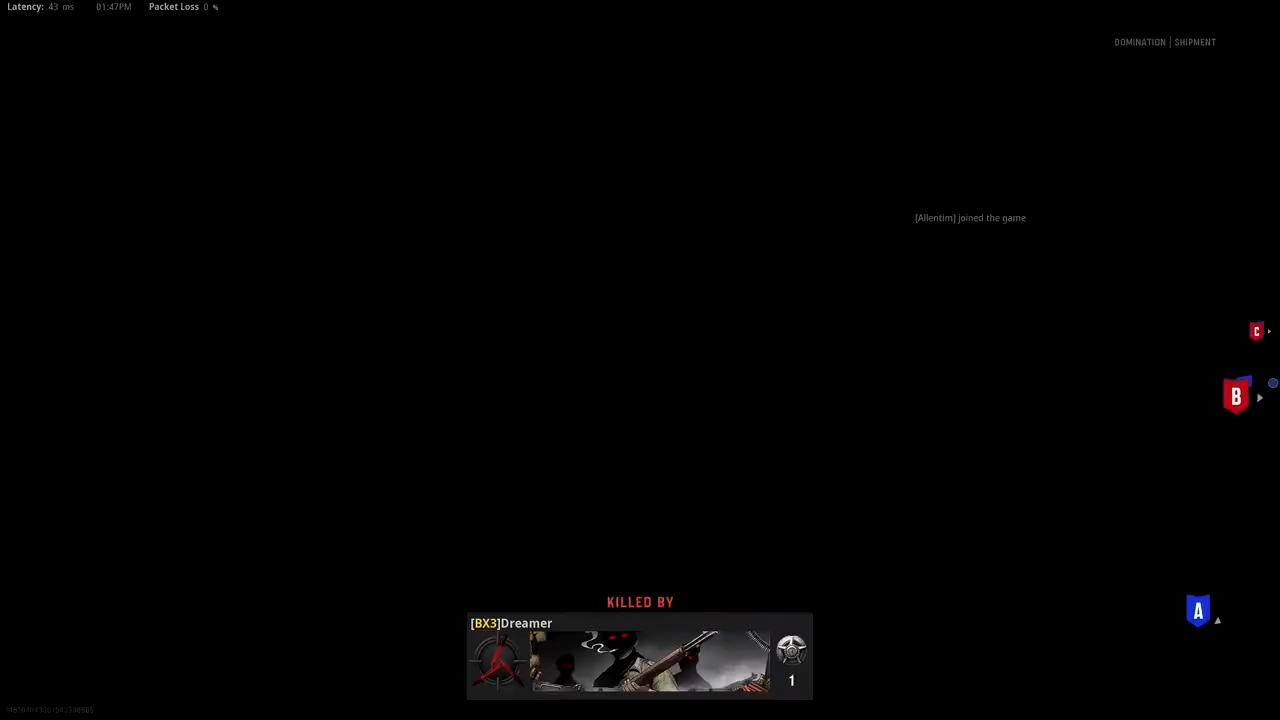 Latency: 43 ms 01:47PM Packet Loss 0 %
DOMINATION | SHIPMENT
[Allentim] joined the game
C
B
A
KILLED BY
[BX3]Dreamer
1